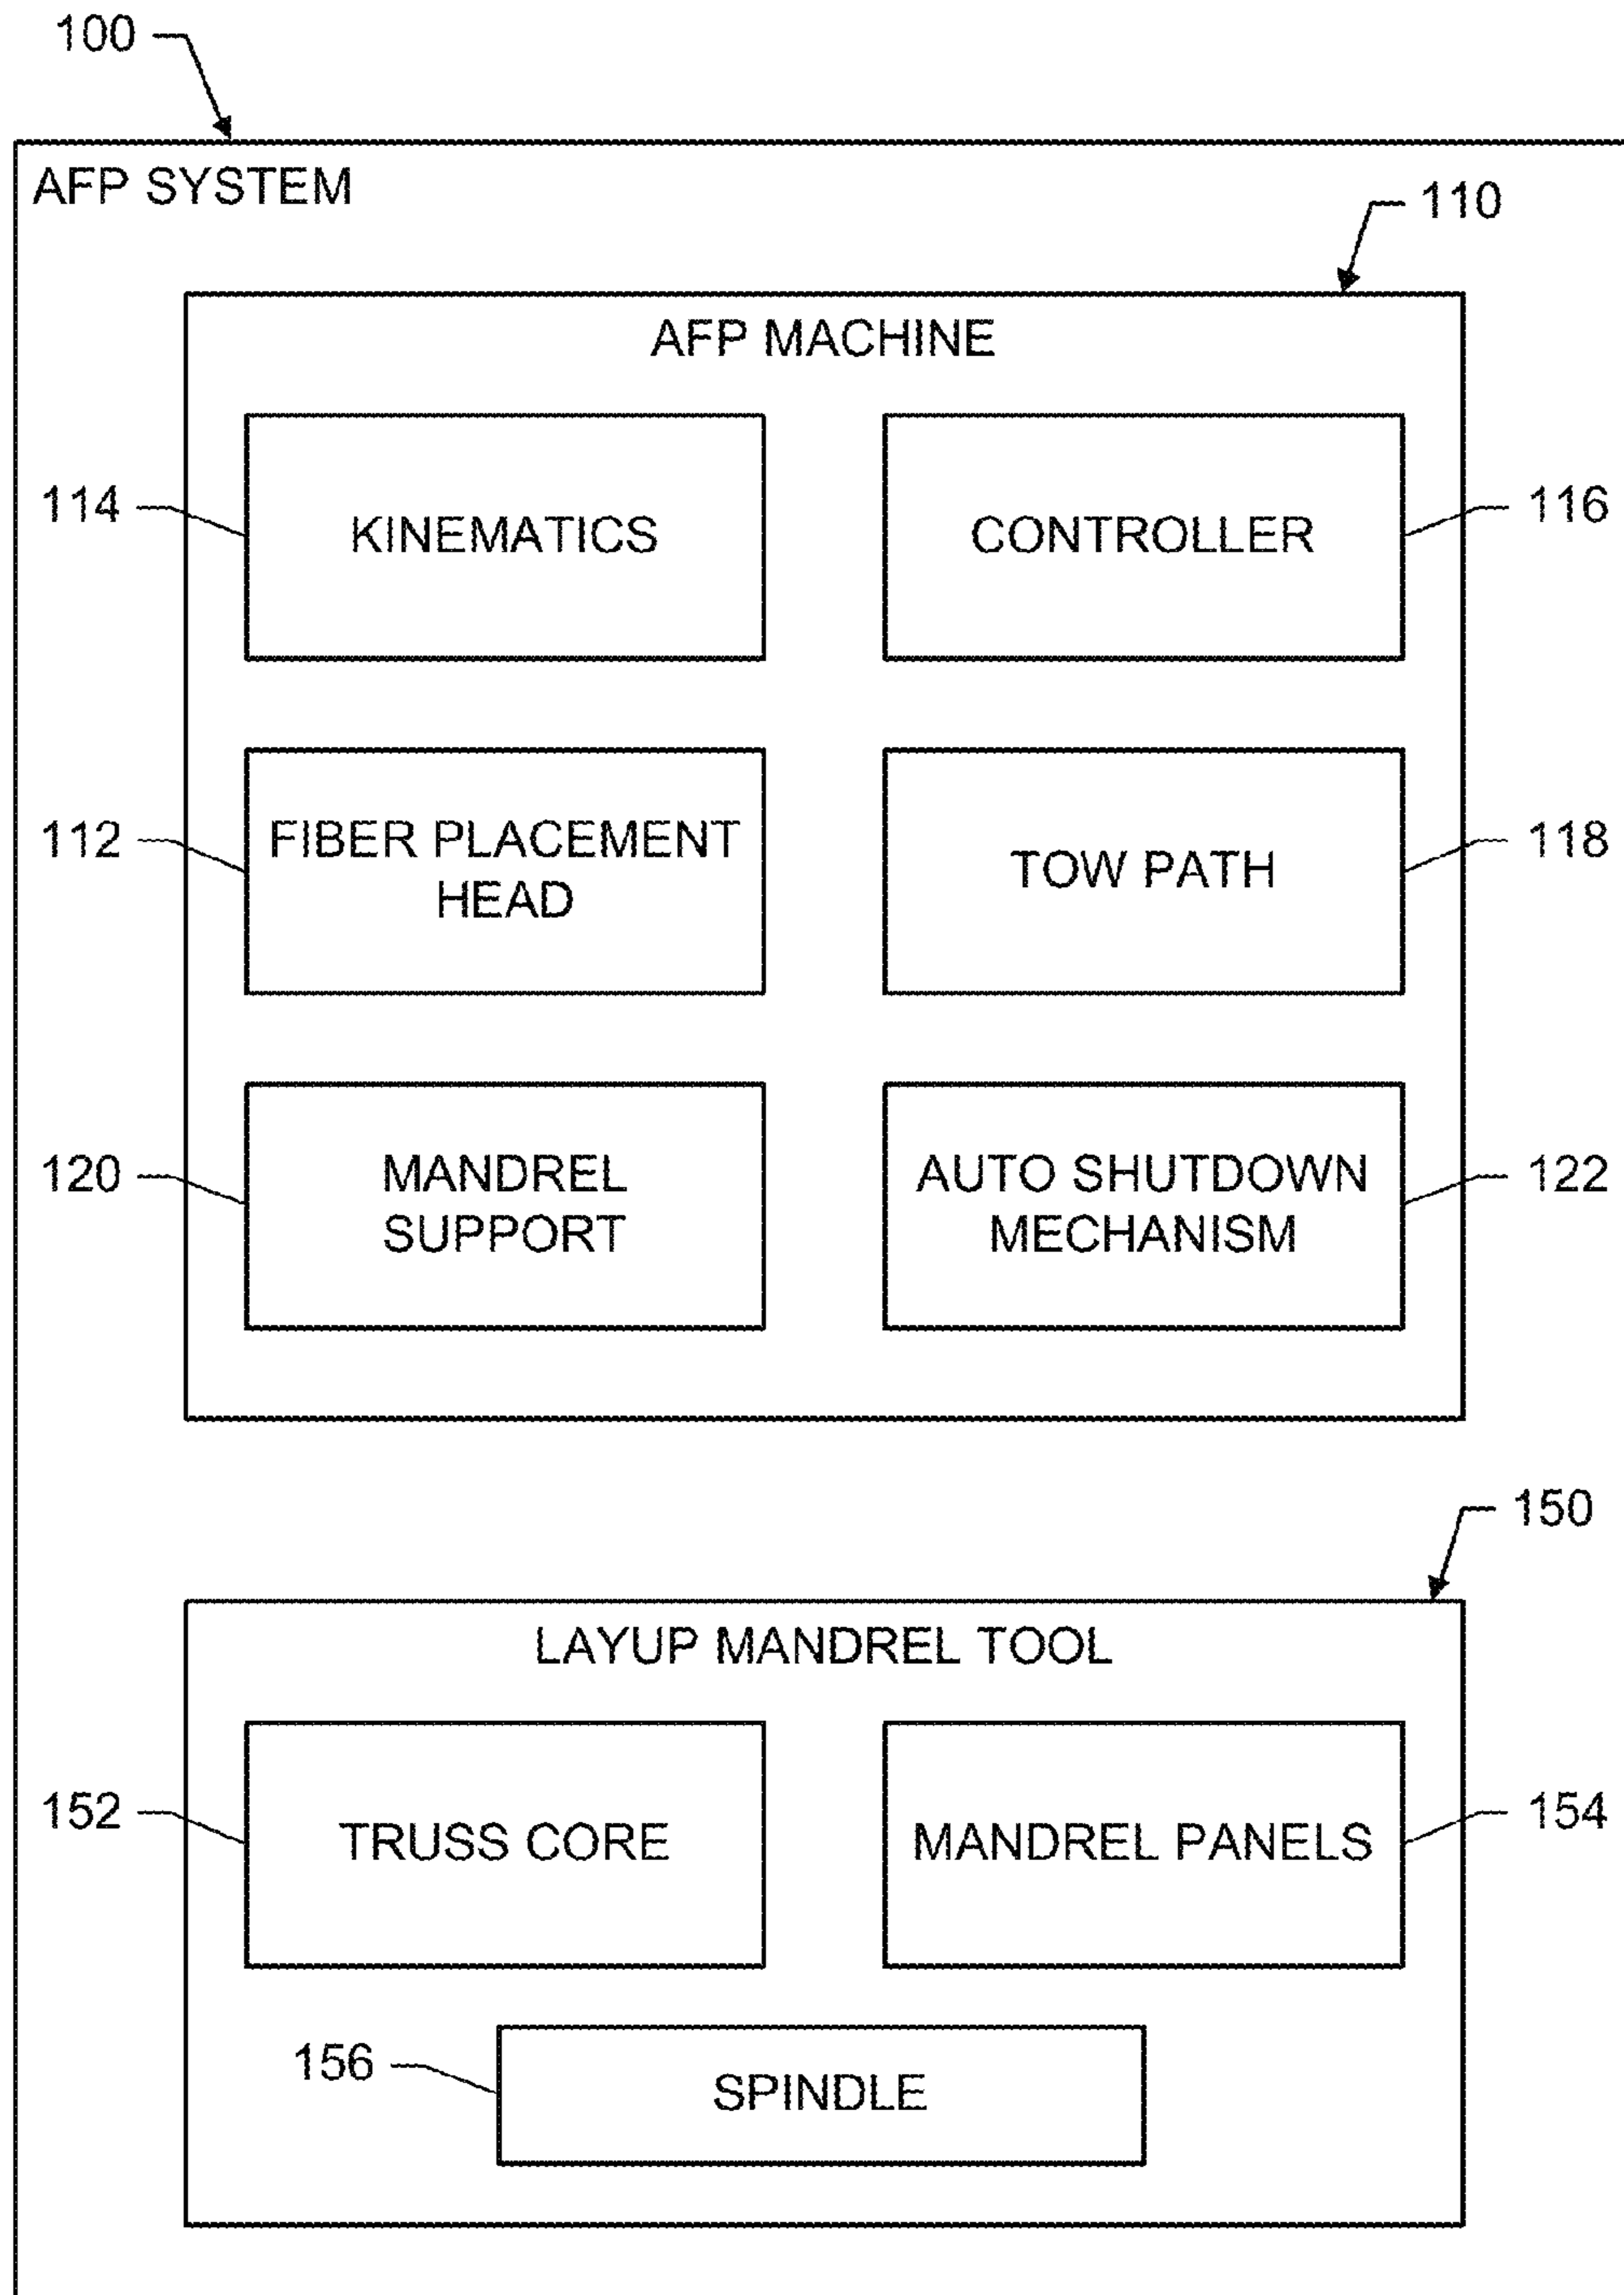 100
AFP SYSTEM
110
AFP MACHINE
114
KINEMATICS
CONTROLLER
116
112
FIBER PLACEMENT
HEAD
TOW PATH
118
120
MANDREL
SUPPORT
AUTO SHUTDOWN
MECHANISM
122
150
LAYUP MANDREL TOOL
152
TRUSS CORE
MANDREL PANELS
154
156
SPINDLE